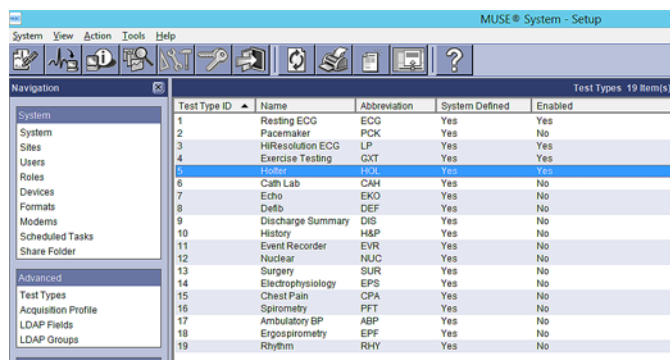 MUSE® System - Setup
System View Action Tools Help
Navigation
Test Types 19 Item(s)
System
System
Sites
Users
Roles
Devices
Formats
Modems
Scheduled Tasks
Share Folder
Advanced
Test Types
Acquisition Profile
LDAP Fields
LDAP Groups
Test Type ID Name Abbreviation System Defined Enabled
1 Resting ECG ECG Yes Yes
2 Pacemaker PCK Yes No
3 HiResolution ECG LP Yes Yes
4 Exercise Testing GXT Yes Yes
5 Holter HOL Yes Yes
6 Cath Lab CAH Yes No
7 Echo EKO Yes No
8 Defib DEF Yes No
9 Discharge Summary DIS Yes No
10 History H&P Yes No
11 Event Recorder EVR Yes No
12 Nuclear NUC Yes No
13 Surgery SUR Yes No
14 Electrophysiology EPS Yes No
15 Chest Pain CPA Yes No
16 Spirometry PFT Yes No
17 Ambulatory BP ABP Yes No
18 Ergospirometry EPF Yes No
19 Rhythm RHY Yes No